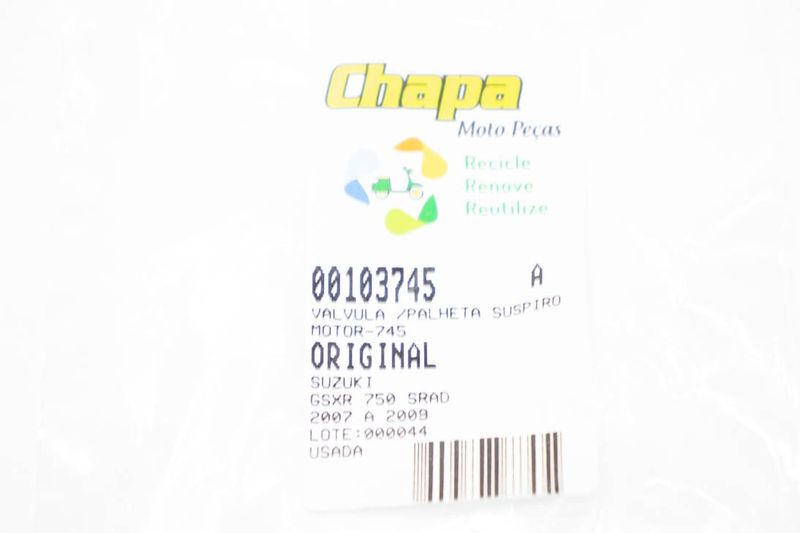 Chapa
Moto Peças
Recicle
Renove
Reutilize
00103745 A
VALVULA /PALHETA SUSPIRO
MOTOR-745
ORIGINAL
SUZUKI
GSXR 750 SRAD
2007 A 2009
LOTE:000044
USADA